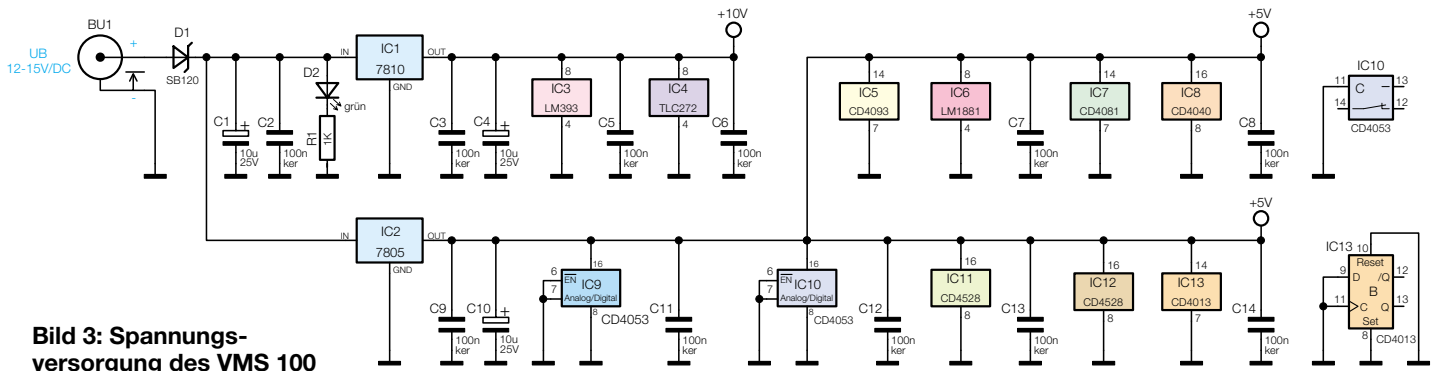 BU1
UB
12-15V/DC
+
-
D1
SB120
C1
+
10u
25V
C2
100n
ker
D2
grün
R1
1K
IN
IC1
7810
OUT
GND
C3
100n
ker
C4
+
10u
25V
8
IC3
LM393
4
C5
100n
ker
8
IC4
TLC272
4
+10V
C6
100n
ker
14
IC5
CD4093
7
8
IC6
LM1881
4
C7
100n
ker
14
IC7
CD4081
7
16
IC8
CD4040
8
+5V
C8
100n
ker
IC10
11 C 13
14 12
CD4053
IN
IC2
7805
OUT
GND
C9
100n
ker
C10
+
10u
25V
16
6 EN
7
IC9
Analog/Digital
8
CD4053
C11
100n
ker
16
6 EN
7
IC10
Analog/Digital
8
CD4053
C12
100n
ker
16
IC11
CD4528
8
C13
100n
ker
16
IC12
CD4528
8
14
IC13
CD4013
7
+5V
C14
100n
ker
IC13 10
Reset
9 D /Q 12
B
11 C Q 13
Set
8
CD4013
Bild 3: Spannungs-
versorgung des VMS 100